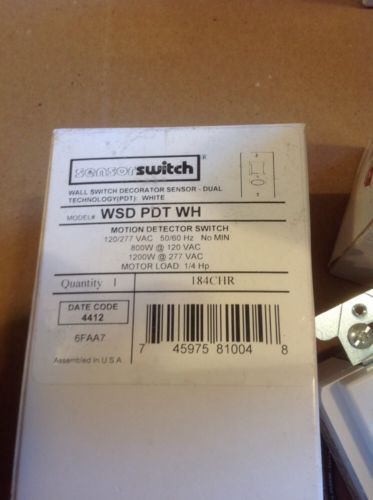 sensorswitch®
WALL SWITCH DECORATOR SENSOR - DUAL
TECHNOLOGY(PDT): WHITE
MODEL# WSD PDT WH
MOTION DETECTOR SWITCH
120/277 VAC 50/60 Hz No MIN
800W @ 120 VAC
1200W @ 277 VAC
MOTOR LOAD: 1/4 Hp
Quantity 1 184CHR
DATE CODE
4412
6FAA7
Assembled in U.S.A.
7 45975 81004 8